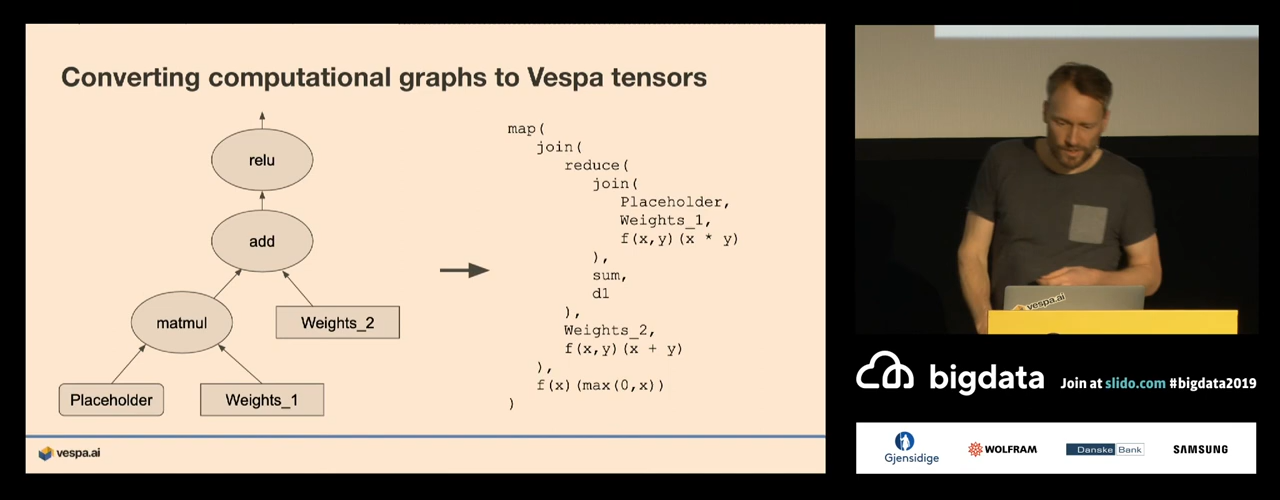 Converting computational graphs to Vespa tensors
relu
add
matmul
Weights_2
Placeholder
Weights_1
map(
join(
reduce(
join(
Placeholder,
Weights_1,
f(x,y)(x * y)
),
sum,
d1
),
Weights_2,
f(x,y)(x + y)
),
f(x)(max(0,x))
)
vespa.ai
vespa.ai
bigdata
Join at slido.com #bigdata2019
Gjensidige
WOLFRAM
Danske Bank
SAMSUNG